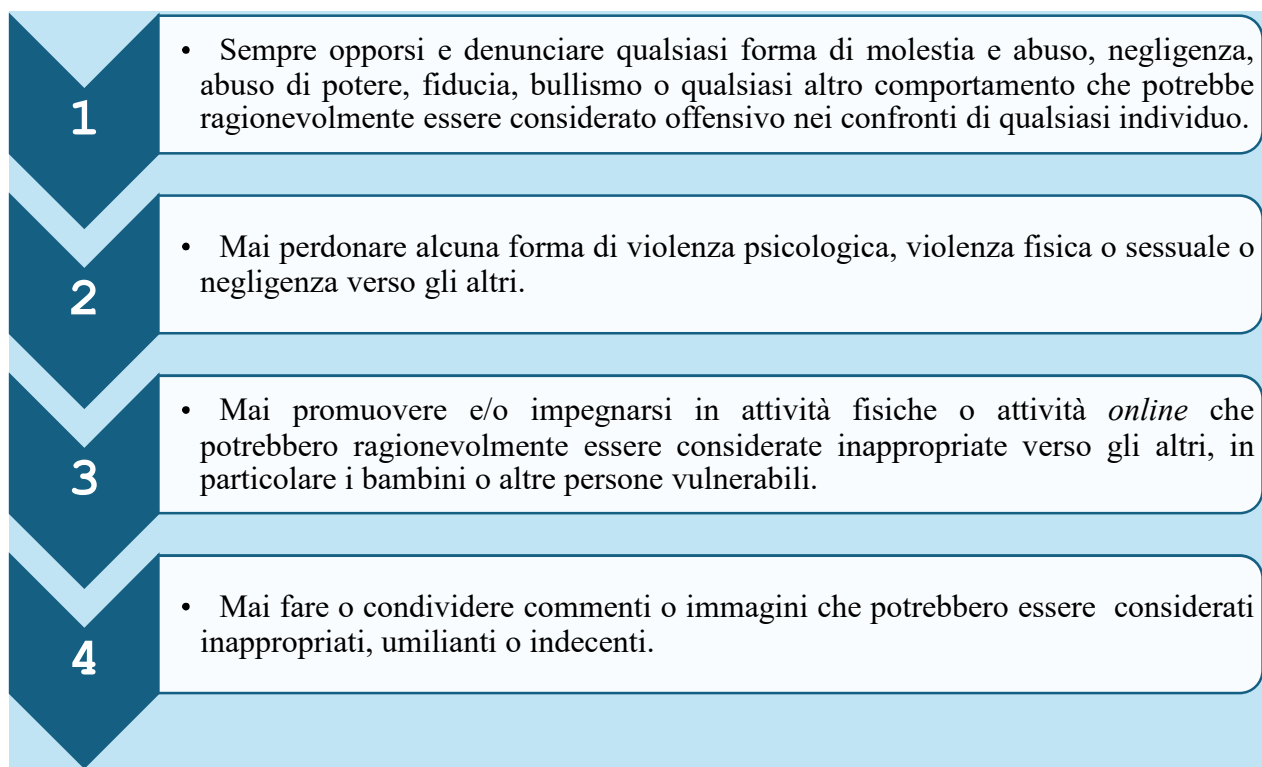 1
• Sempre opporsi e denunciare qualsiasi forma di molestia e abuso, negligenza,
abuso di potere, fiducia, bullismo o qualsiasi altro comportamento che potrebbe
ragionevolmente essere considerato offensivo nei confronti di qualsiasi individuo.
2
• Mai perdonare alcuna forma di violenza psicologica, violenza fisica o sessuale o
negligenza verso gli altri.
3
• Mai promuovere e/o impegnarsi in attività fisiche o attività online che
potrebbero ragionevolmente essere considerate inappropriate verso gli altri, in
particolare i bambini o altre persone vulnerabili.
4
• Mai fare o condividere commenti o immagini che potrebbero essere considerati
inappropriati, umilianti o indecenti.